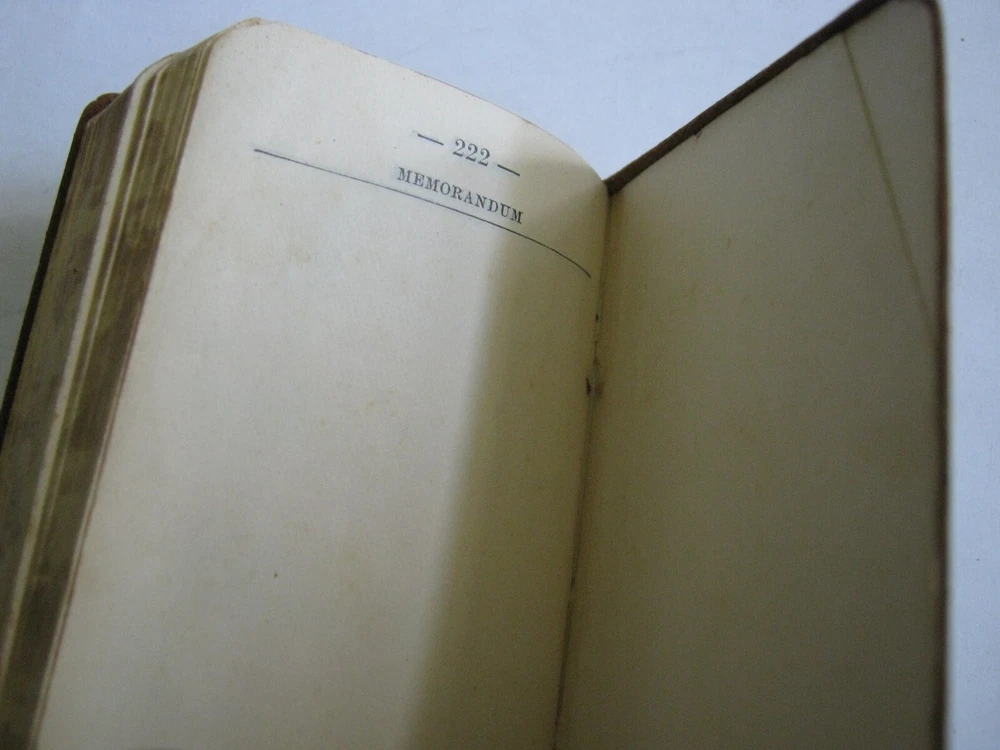 — 222 —
MEMORANDUM